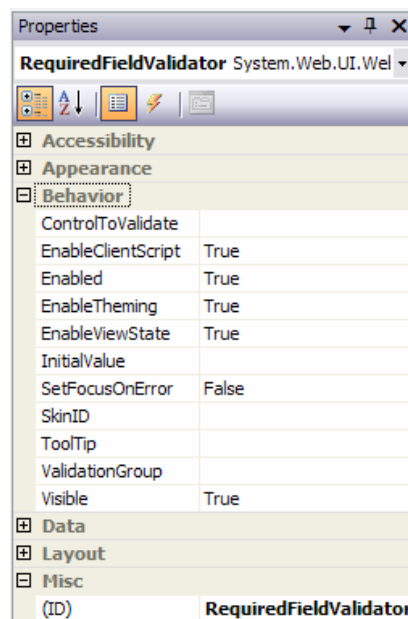 Properties
RequiredFieldValidator System.Web.UI.Wel
Accessibility
Appearance
Behavior
ControlToValidate
EnableClientScript True
Enabled True
EnableTheming True
EnableViewState True
InitialValue
SetFocusOnError False
SkinID
ToolTip
ValidationGroup
Visible True
Data
Layout
Misc
(ID) RequiredFieldValidator